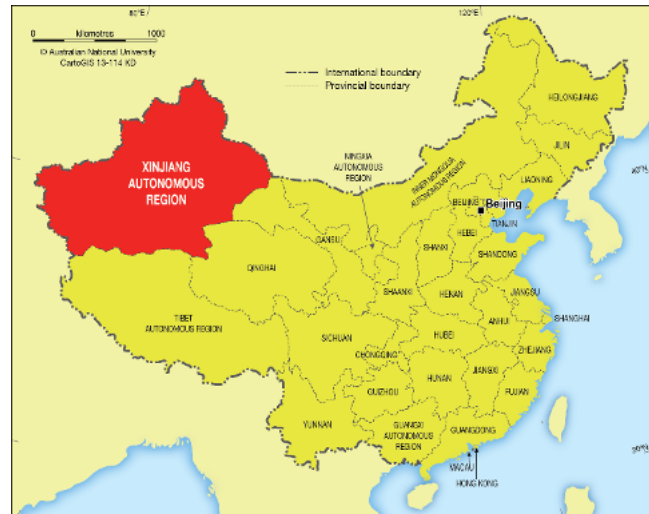 80°E
120°E
0 kilometres 1000
© Australian National University
CartoGIS 13-114 KD
International boundary
Provincial boundary
HEILONGJIANG
JILIN
LIAONING
NINGXIA
AUTONOMOUS
REGION
INNER MONGOLIA
AUTONOMOUS REGION
XINJIANG
AUTONOMOUS
REGION
BEIJING
Beijing
TIANJIN
HEBEI
GANSU
SHANXI
SHANDONG
QINGHAI
SHAANXI
HENAN
JIANGSU
TIBET
AUTONOMOUS REGION
ANHUI
SHANGHAI
SICHUAN
HUBEI
CHONGQING
ZHEJIANG
HUNAN
JIANGXI
GUIZHOU
FUJIAN
YUNNAN
GUANGXI
AUTONOMOUS
REGION
GUANGDONG
MACAU
HONG KONG